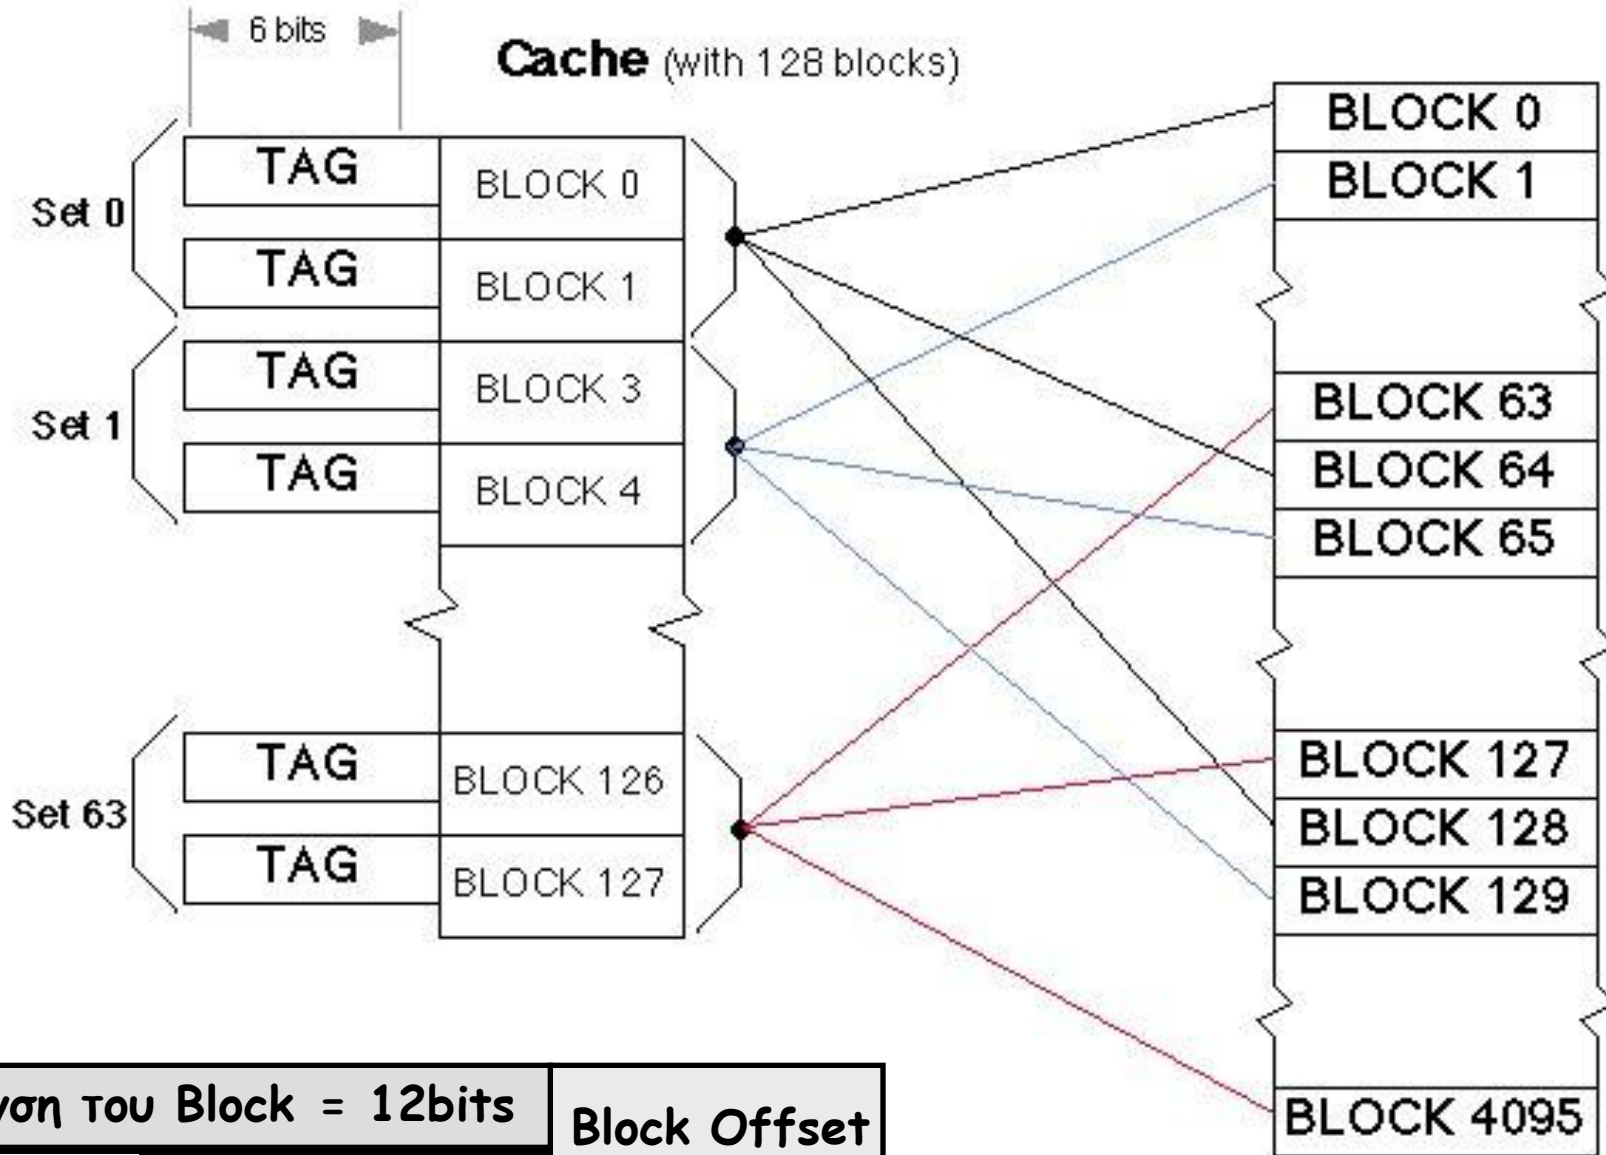 6 bits
Cache (with 128 blocks)
Set 0
TAG
BLOCK 0
TAG
BLOCK 1
Set 1
TAG
BLOCK 3
TAG
BLOCK 4
Set 63
TAG
BLOCK 126
TAG
BLOCK 127
BLOCK 0
BLOCK 1
BLOCK 63
BLOCK 64
BLOCK 65
BLOCK 127
BLOCK 128
BLOCK 129
BLOCK 4095
του Block = 12bits
Block Offset